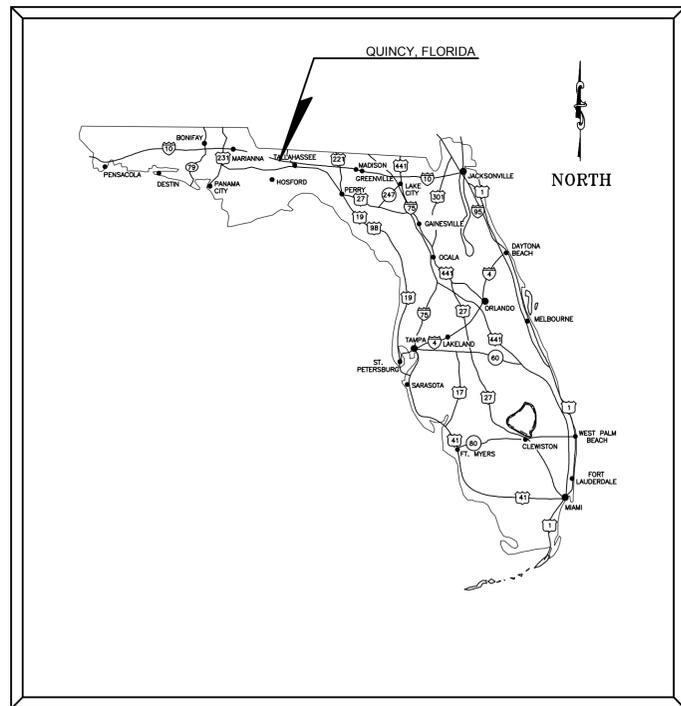 QUINCY, FLORIDA
NORTH
BONIFAY
10
MARIANNA
231
TALLAHASSEE
221
MADISON
GREENVILLE
441
LAKE
CITY
10
JACKSONVILLE
PENSACOLA
79
DESTIN
PANAMA
CITY
HOSFORD
PERRY
27
247
75
301
1
95
19
98
GAINESVILLE
DAYTONA
BEACH
OCALA
441
4
19
75
27
ORLANDO
MELBOURNE
TAMPA
4
LAKELAND
441
60
ST.
PETERSBURG
SARASOTA
17
27
1
41
80
CLEWISTON
WEST PALM
BEACH
FT. MYERS
FORT
LAUDERDALE
41
MIAMI
1